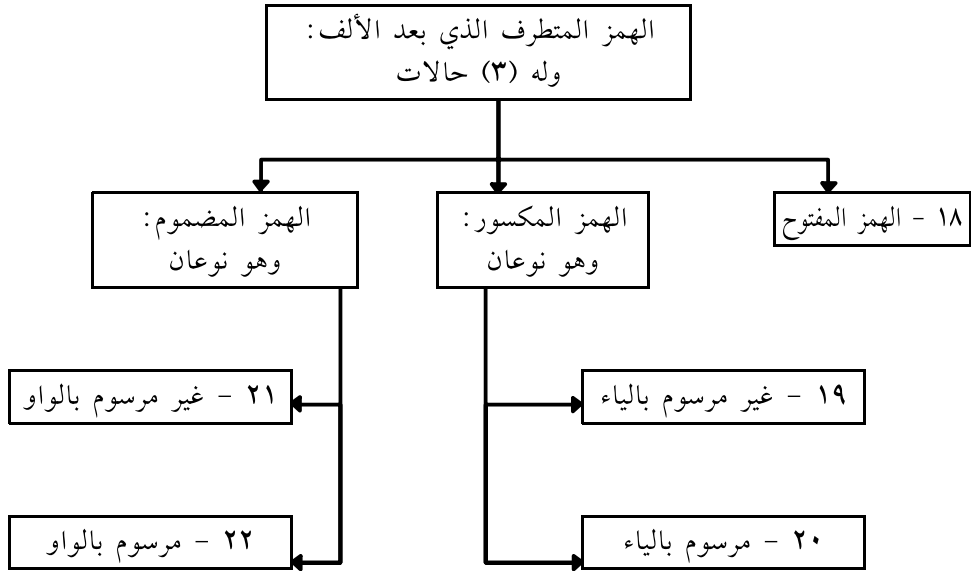 الهمز المتطرف الذي بعد الألف:
وله (٣) حالات
١٨ - الهمز المفتوح
الهمز المكسور:
وهو نوعان
الهمز المضموم:
وهو نوعان
١٩ - غير مرسوم بالياء
٢١ - غير مرسوم بالواو
٢٠ - مرسوم بالياء
٢٢ - مرسوم بالواو